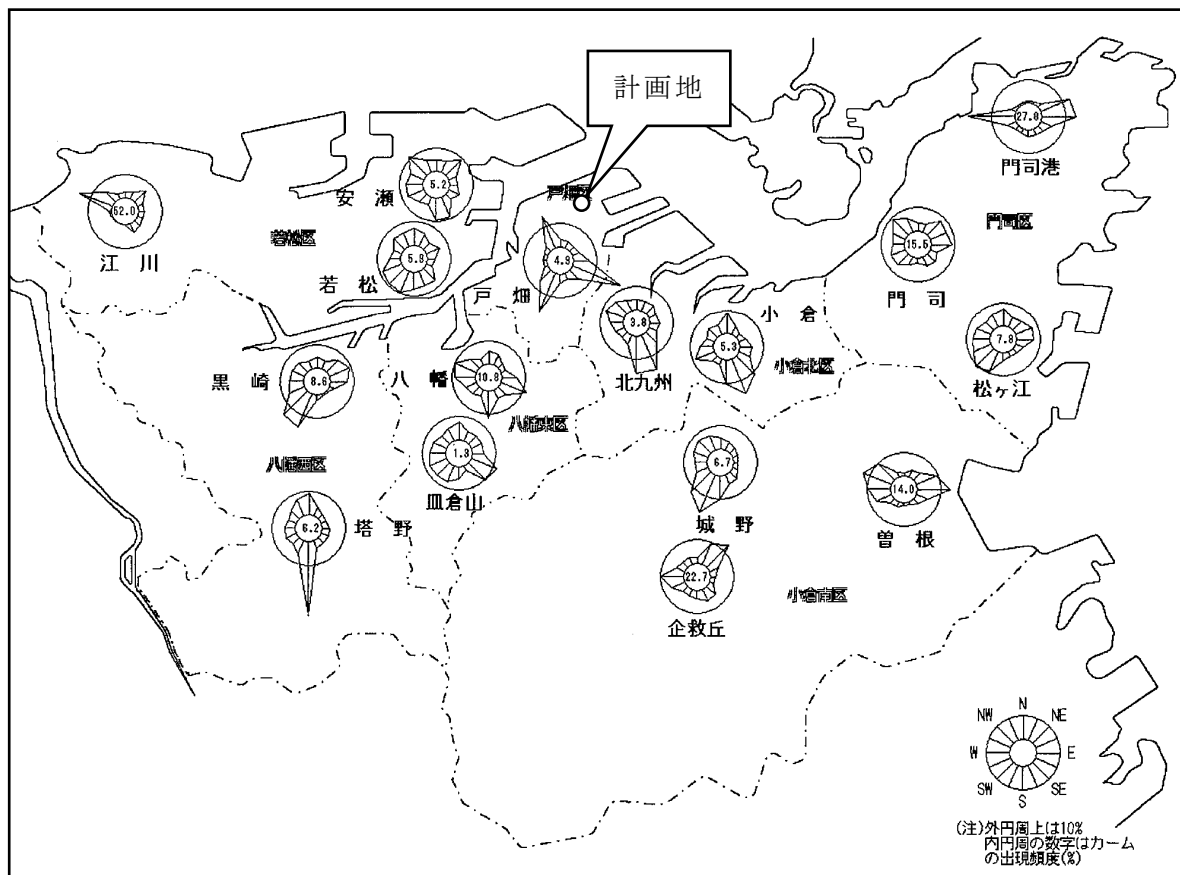 計画地
27.8
門司港
安瀬
5.2
戸畑区
52.0
江川
若松区
門司区
5.8
若松
4.9
戸畑
15.5
門司
3.8
北九州
小倉
5.3
小倉北区
7.8
松ヶ江
黒崎
8.6
八幡
10.8
八幡東区
八幡西区
1.3
皿倉山
6.7
城野
14.0
曽根
6.2
塔野
22.7
企救丘
小倉南区
N
NW
NE
W
E
SW
SE
S
(注)外円周上は10%
内円周の数字はカーム
の出現頻度(%)